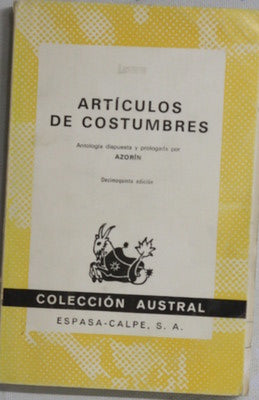 ARTÍCULOS
DE COSTUMBRES
Antología dispuesta y prologada por
AZORÍN
Decimoquinta edición
COLECCIÓN AUSTRAL
ESPASA-CALPE, S. A.